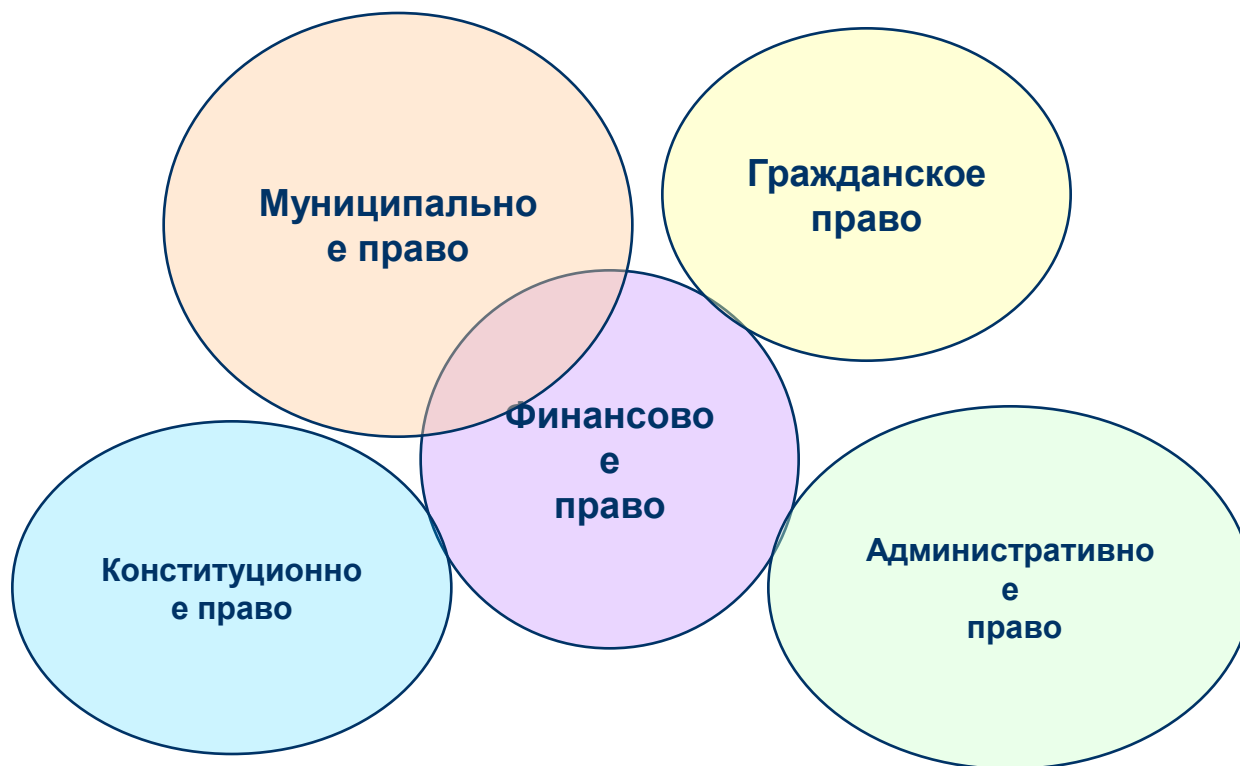 Муниципально
е право
Гражданское
право
Финансово
е
право
Конституционно
е право
Административно
е
право